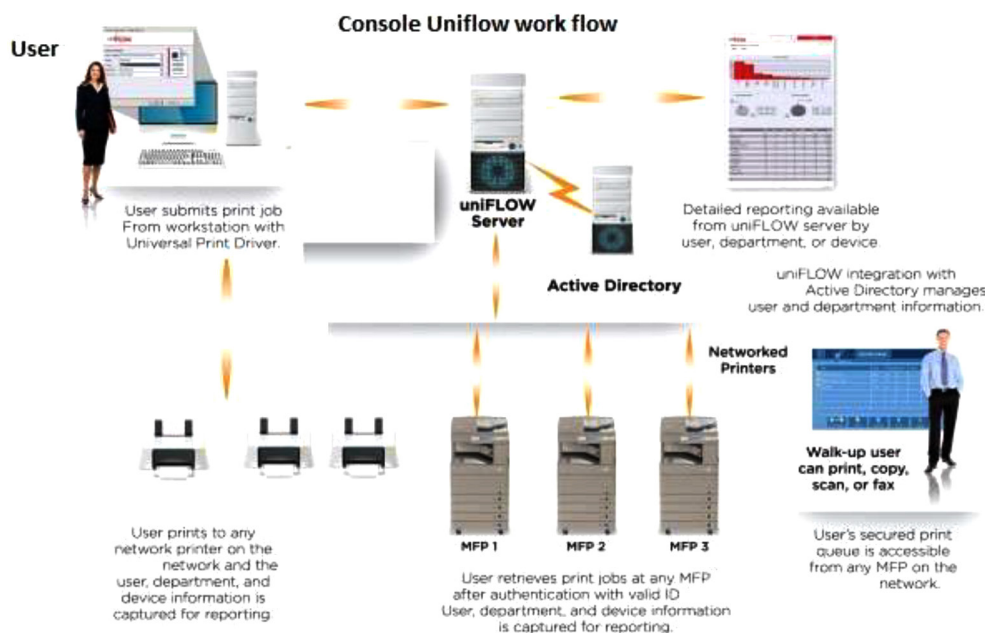 Console Uniflow work flow
User
User submits print job
From workstation with
Universal Print Driver.
uniFLOW
Server
Active Directory
Detailed reporting available
from uniFLOW server by
user, department, or device.
uniFLOW integration with
Active Directory manages
user and department information.
Networked
Printers
Walk-up user
can print, copy,
scan, or fax
User's secured print
queue is accessible
from any MFP on the
network.
User prints to any
network printer on the
network and the
user, department, and
device information is
captured for reporting.
MFP 1
MFP 2
MFP 3
User retrieves print jobs at any MFP
after authentication with valid ID
User, department, and device information
is captured for reporting.